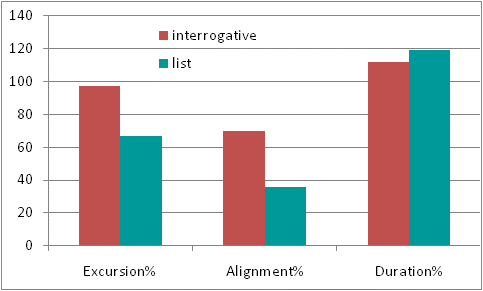 140
120
100
80
60
40
20
0
interrogative
list
Excursion%
Alignment%
Duration%